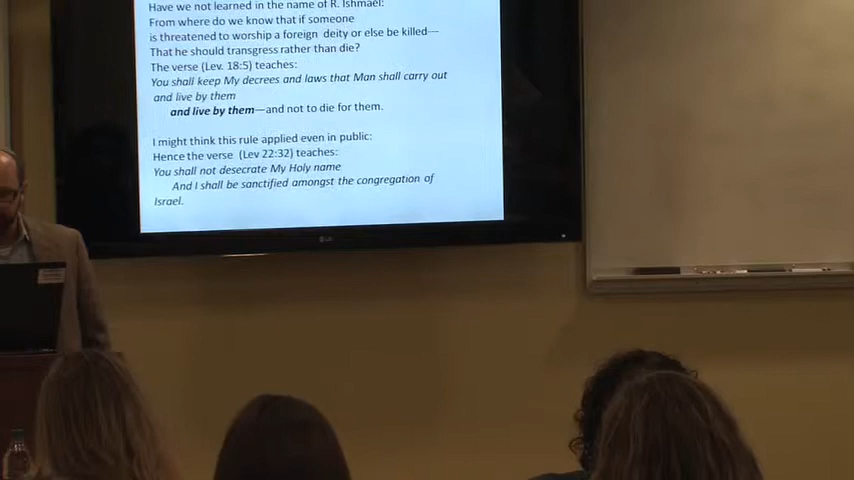 Have we not learned in the name of R. Ishmael:
From where do we know that if someone
is threatened to worship a foreign deity or else be killed—
That he should transgress rather than die?
The verse (Lev. 18:5) teaches:
You shall keep My decrees and laws that Man shall carry out
and live by them
and live by them—and not to die for them.
I might think this rule applied even in public:
Hence the verse (Lev 22:32) teaches:
You shall not desecrate My Holy name
And I shall be sanctified amongst the congregation of
Israel.
LG